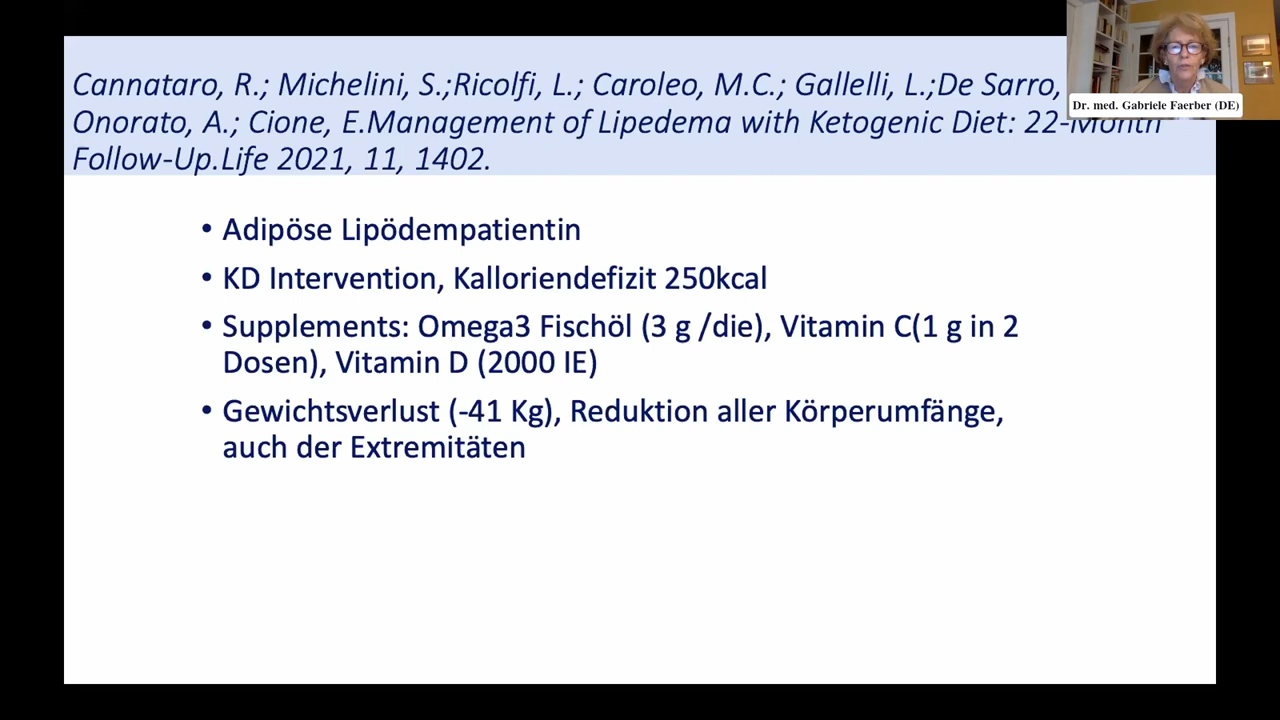 Cannataro, R.; Michelini, S.;Ricolfi, L.; Caroleo, M.C.; Gallelli, L.;De Sarro,
Onorato, A.; Cione, E.Management of Lipedema with Ketogenic Diet: 22-Month
Follow-Up.Life 2021, 11, 1402.
Dr. med. Gabriele Faerber (DE)
• Adipöse Lipödempatientin
• KD Intervention, Kalloriendefizit 250kcal
• Supplements: Omega3 Fischöl (3 g /die), Vitamin C(1 g in 2
Dosen), Vitamin D (2000 IE)
• Gewichtsverlust (-41 Kg), Reduktion aller Körperumfänge,
auch der Extremitäten